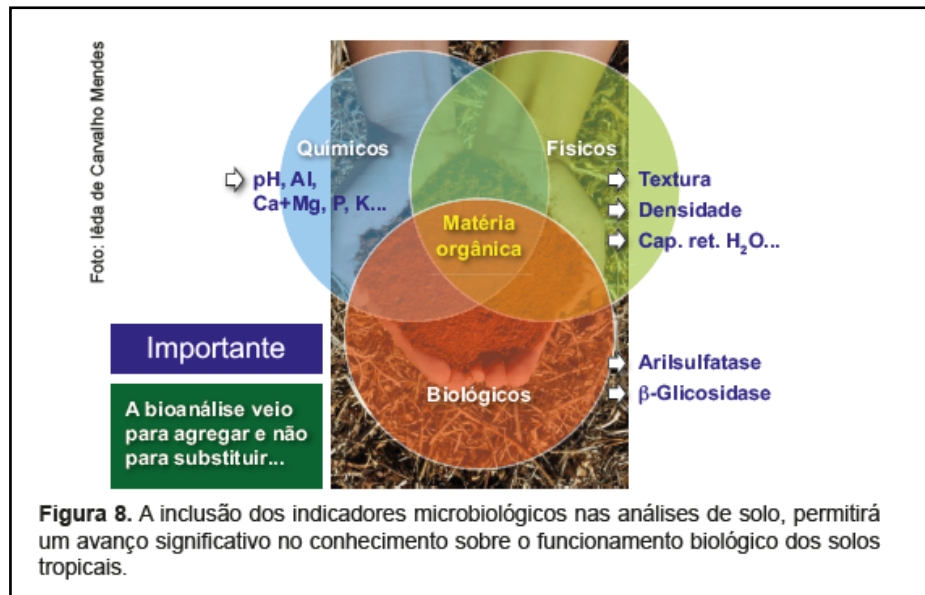 Foto: Iêda de Carvalho Mendes
Químicos
pH, Al,
Ca+Mg, P, K...
Físicos
Textura
Densidade
Cap. ret. H₂O...
Matéria
orgânica
Biológicos
Arilsulfatase
β-Glicosidase
Importante
A bioanálise veio
para agregar e não
para substituir...
Figura 8. A inclusão dos indicadores microbiológicos nas análises de solo, permitirá
um avanço significativo no conhecimento sobre o funcionamento biológico dos solos
tropicais.